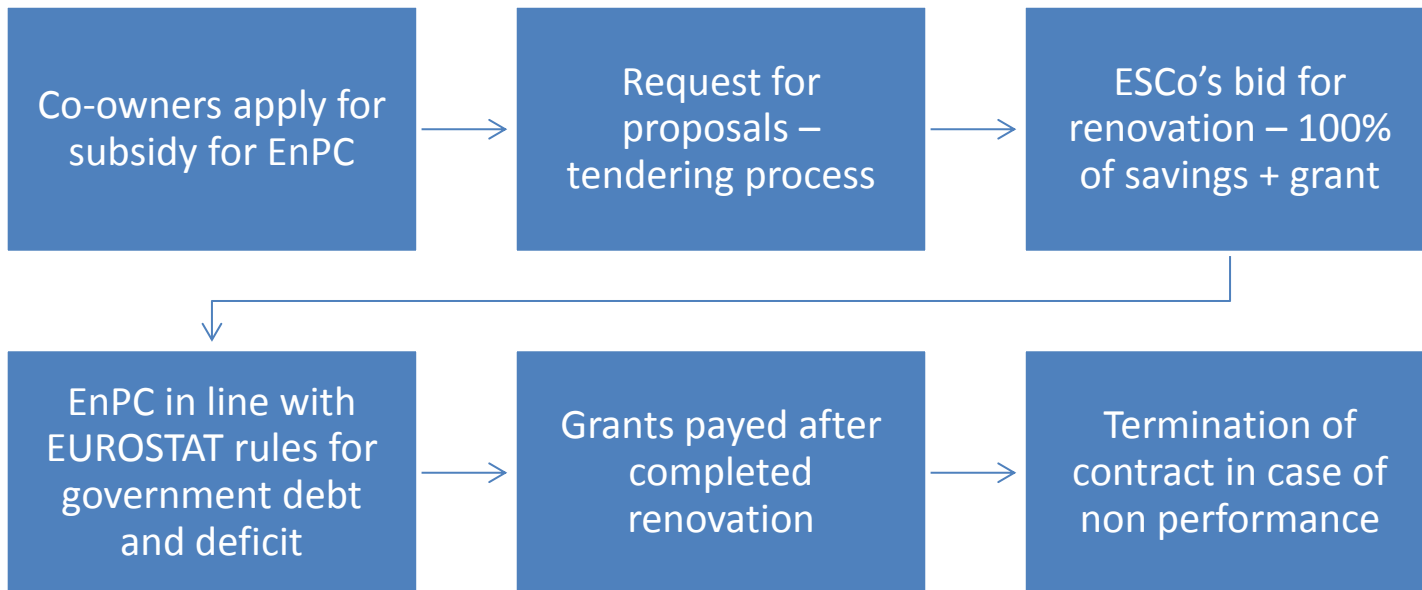 Co-owners apply for
subsidy for EnPC
Request for
proposals –
tendering process
ESCo's bid for
renovation – 100%
of savings + grant
EnPC in line with
EUROSTAT rules for
government debt
and deficit
Grants payed after
completed
renovation
Termination of
contract in case of
non performance